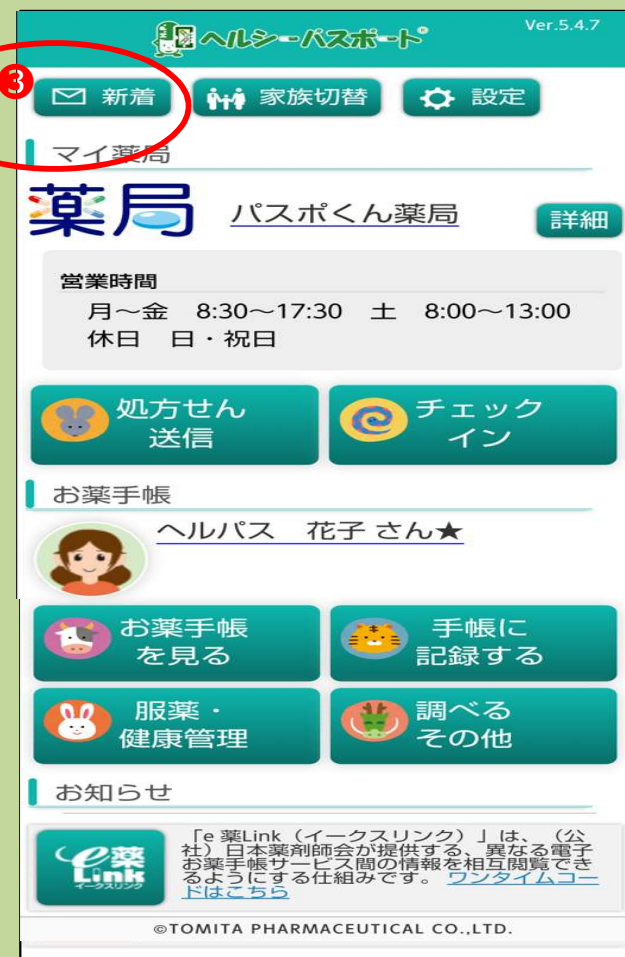 ヘルシーパスポート®
Ver.5.4.7
❸
新着 家族切替 設定
マイ薬局
薬局 パスポくん薬局 詳細
営業時間
月～金 8:30～17:30 土 8:00～13:00
休日 日・祝日
処方せん
送信
チェック
イン
お薬手帳
ヘルパス 花子 さん★
お薬手帳
を見る
手帳に
記録する
服薬・
健康管理
調べる
その他
お知らせ
e薬
Link
イークスリンク
「e 薬Link（イークスリンク）」は、（公
社）日本薬剤師会が提供する、異なる電子
お薬手帳サービス間の情報を相互閲覧でき
るようにする仕組みです。 ワンタイムコー
ドはこちら
©TOMITA PHARMACEUTICAL CO.,LTD.